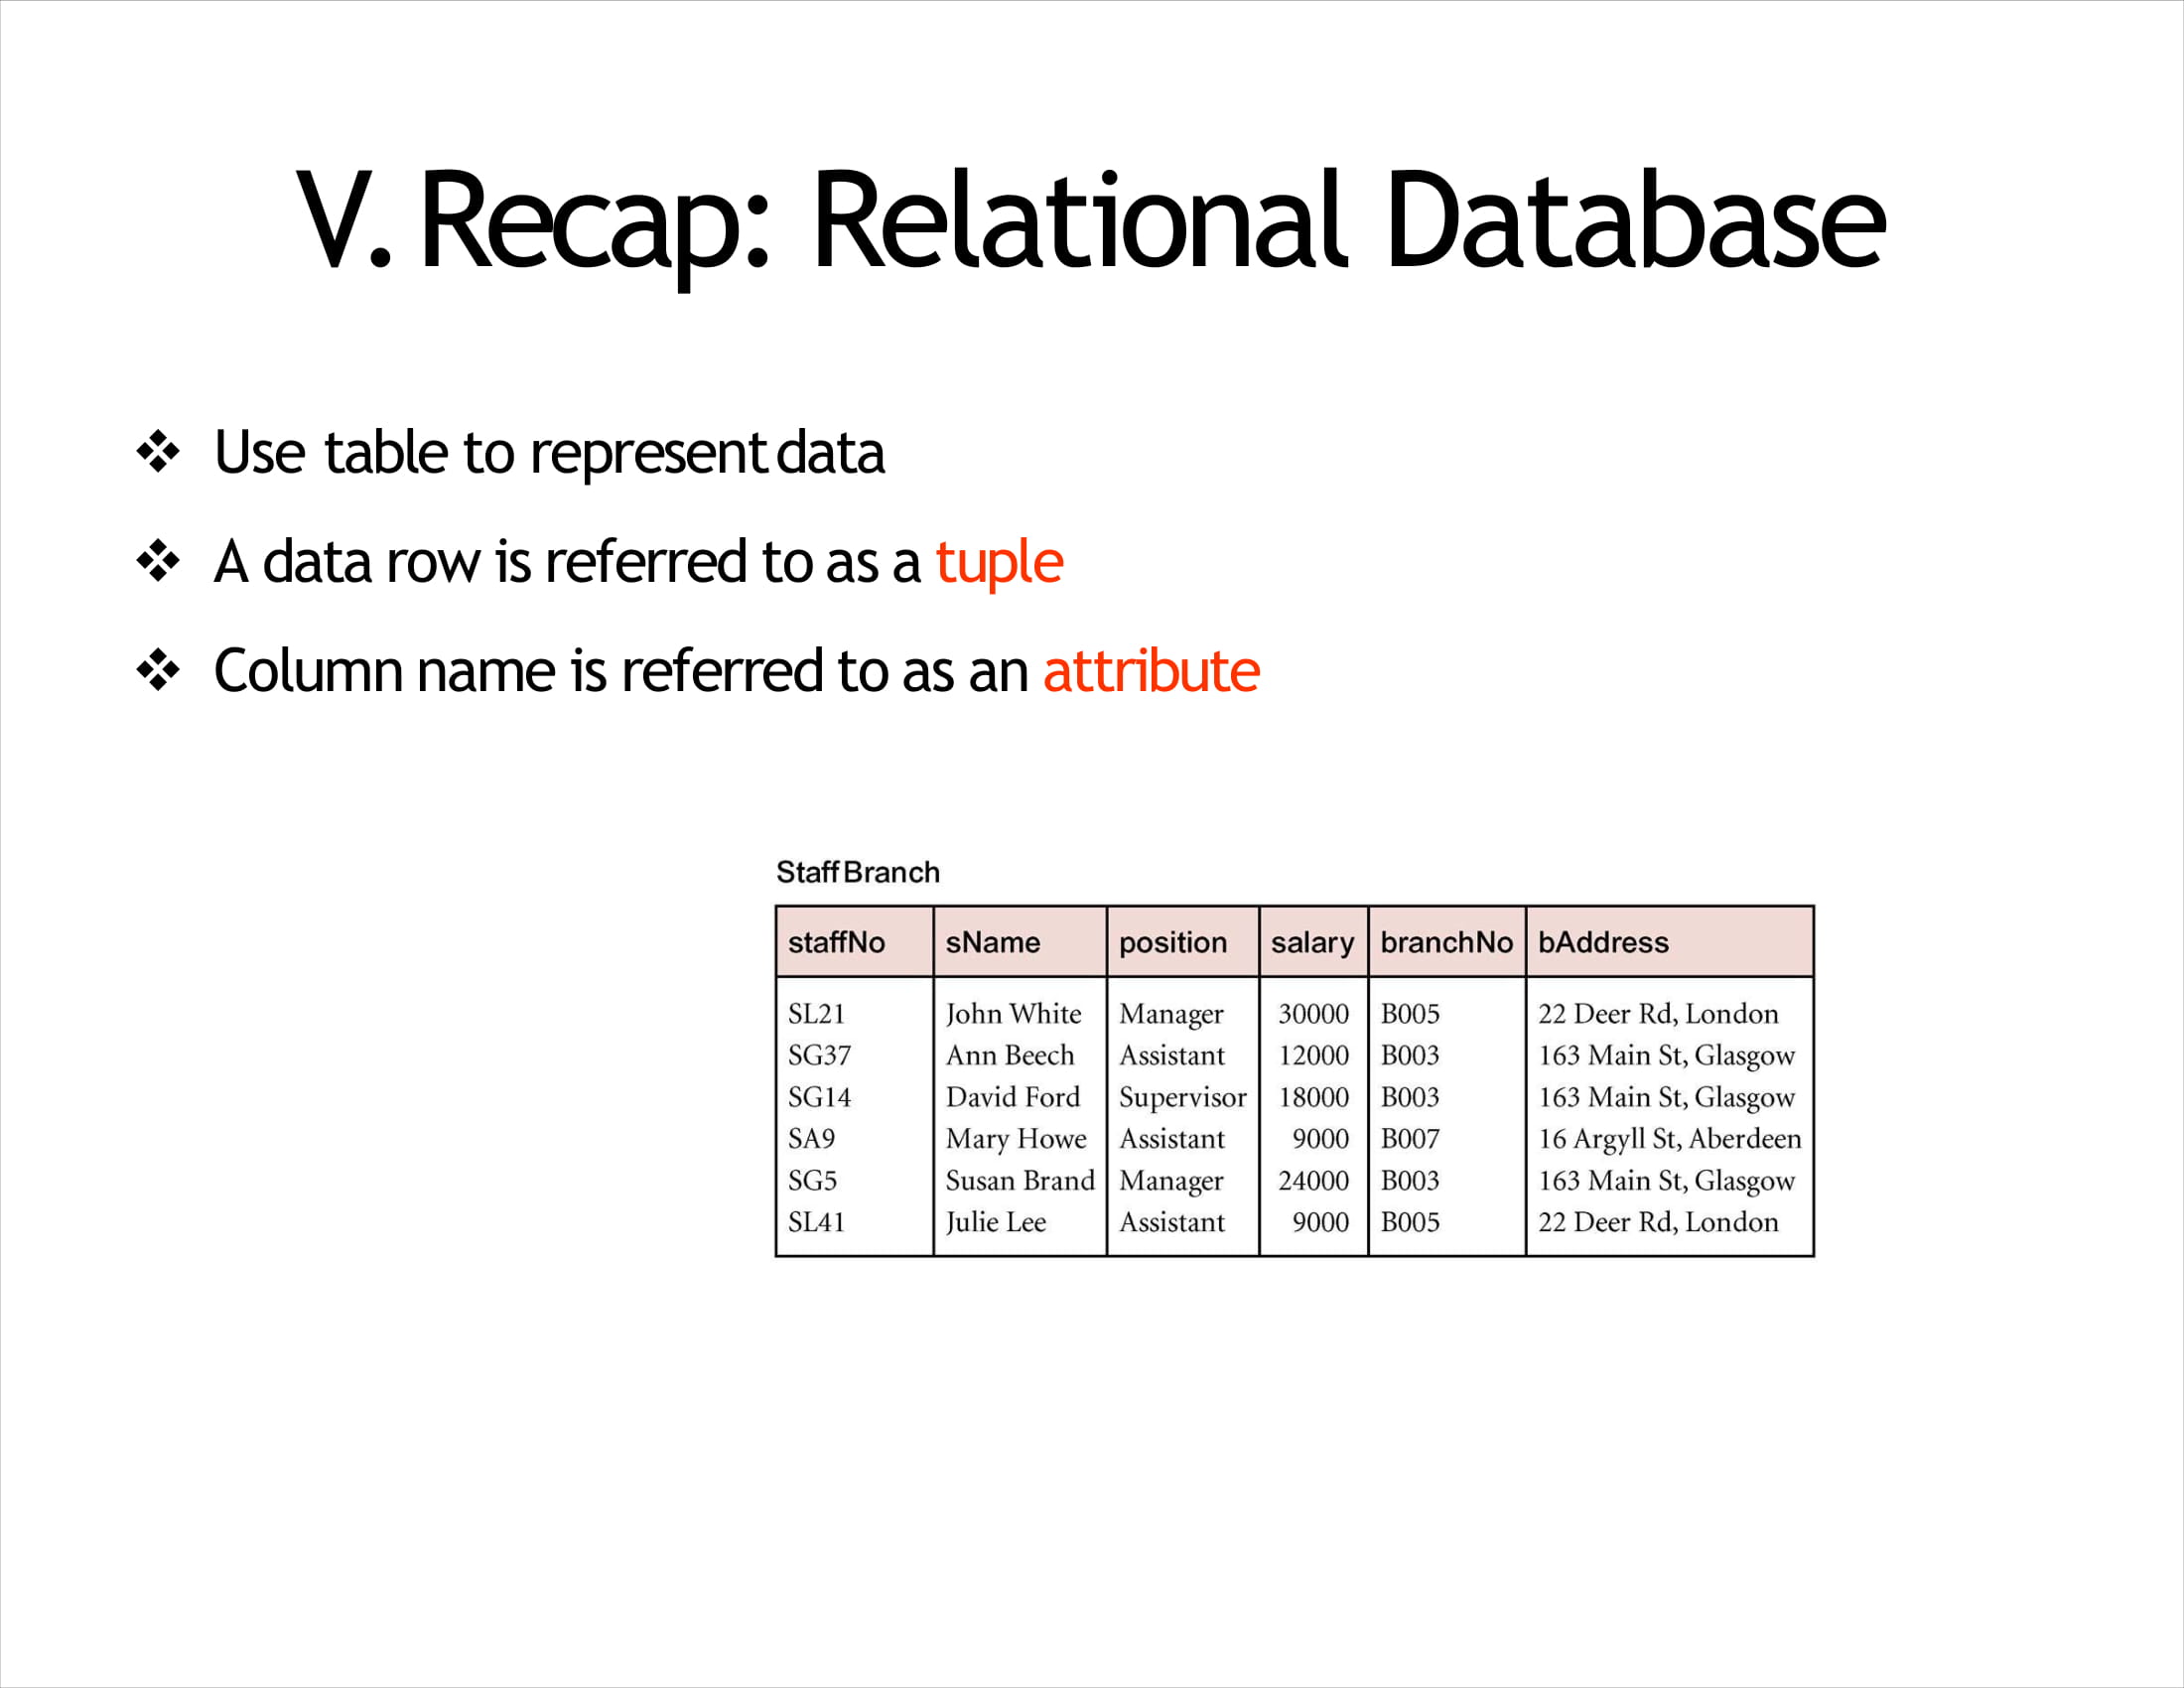 V. Recap: Relational Database
❖ Use table to represent data
❖ A data row is referred to as a tuple
❖ Column name is referred to as an attribute
StaffBranch
staffNo sName position salary branchNo bAddress
SL21 John White Manager 30000 B005 22 Deer Rd, London
SG37 Ann Beech Assistant 12000 B003 163 Main St, Glasgow
SG14 David Ford Supervisor 18000 B003 163 Main St, Glasgow
SA9 Mary Howe Assistant 9000 B007 16 Argyll St, Aberdeen
SG5 Susan Brand Manager 24000 B003 163 Main St, Glasgow
SL41 Julie Lee Assistant 9000 B005 22 Deer Rd, London